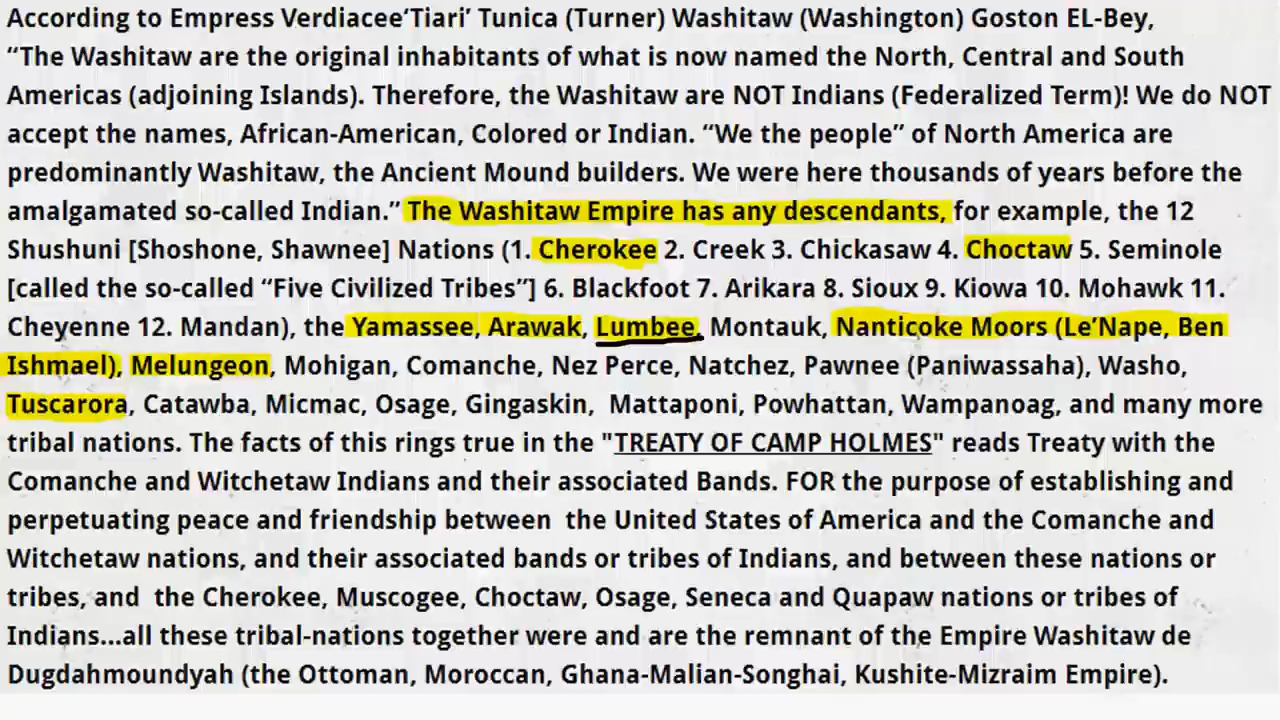 According to Empress Verdiacee‘Tiari’ Tunica (Turner) Washitaw (Washington) Goston EL-Bey,
“The Washitaw are the original inhabitants of what is now named the North, Central and South
Americas (adjoining Islands). Therefore, the Washitaw are NOT Indians (Federalized Term)! We do NOT
accept the names, African-American, Colored or Indian. “We the people” of North America are
predominantly Washitaw, the Ancient Mound builders. We were here thousands of years before the
amalgamated so-called Indian.” The Washitaw Empire has any descendants, for example, the 12
Shushuni [Shoshone, Shawnee] Nations (1. Cherokee 2. Creek 3. Chickasaw 4. Choctaw 5. Seminole
[called the so-called “Five Civilized Tribes”] 6. Blackfoot 7. Arikara 8. Sioux 9. Kiowa 10. Mohawk 11.
Cheyenne 12. Mandan), the Yamassee, Arawak, Lumbee, Montauk, Nanticoke Moors (Le’Nape, Ben
Ishmael), Melungeon, Mohigan, Comanche, Nez Perce, Natchez, Pawnee (Paniwassaha), Washo,
Tuscarora, Catawba, Micmac, Osage, Gingaskin, Mattaponi, Powhattan, Wampanoag, and many more
tribal nations. The facts of this rings true in the "TREATY OF CAMP HOLMES" reads Treaty with the
Comanche and Witchetaw Indians and their associated Bands. FOR the purpose of establishing and
perpetuating peace and friendship between the United States of America and the Comanche and
Witchetaw nations, and their associated bands or tribes of Indians, and between these nations or
tribes, and the Cherokee, Muscogee, Choctaw, Osage, Seneca and Quapaw nations or tribes of
Indians...all these tribal-nations together were and are the remnant of the Empire Washitaw de
Dugdahmoundyah (the Ottoman, Moroccan, Ghana-Malian-Songhai, Kushite-Mizraim Empire).